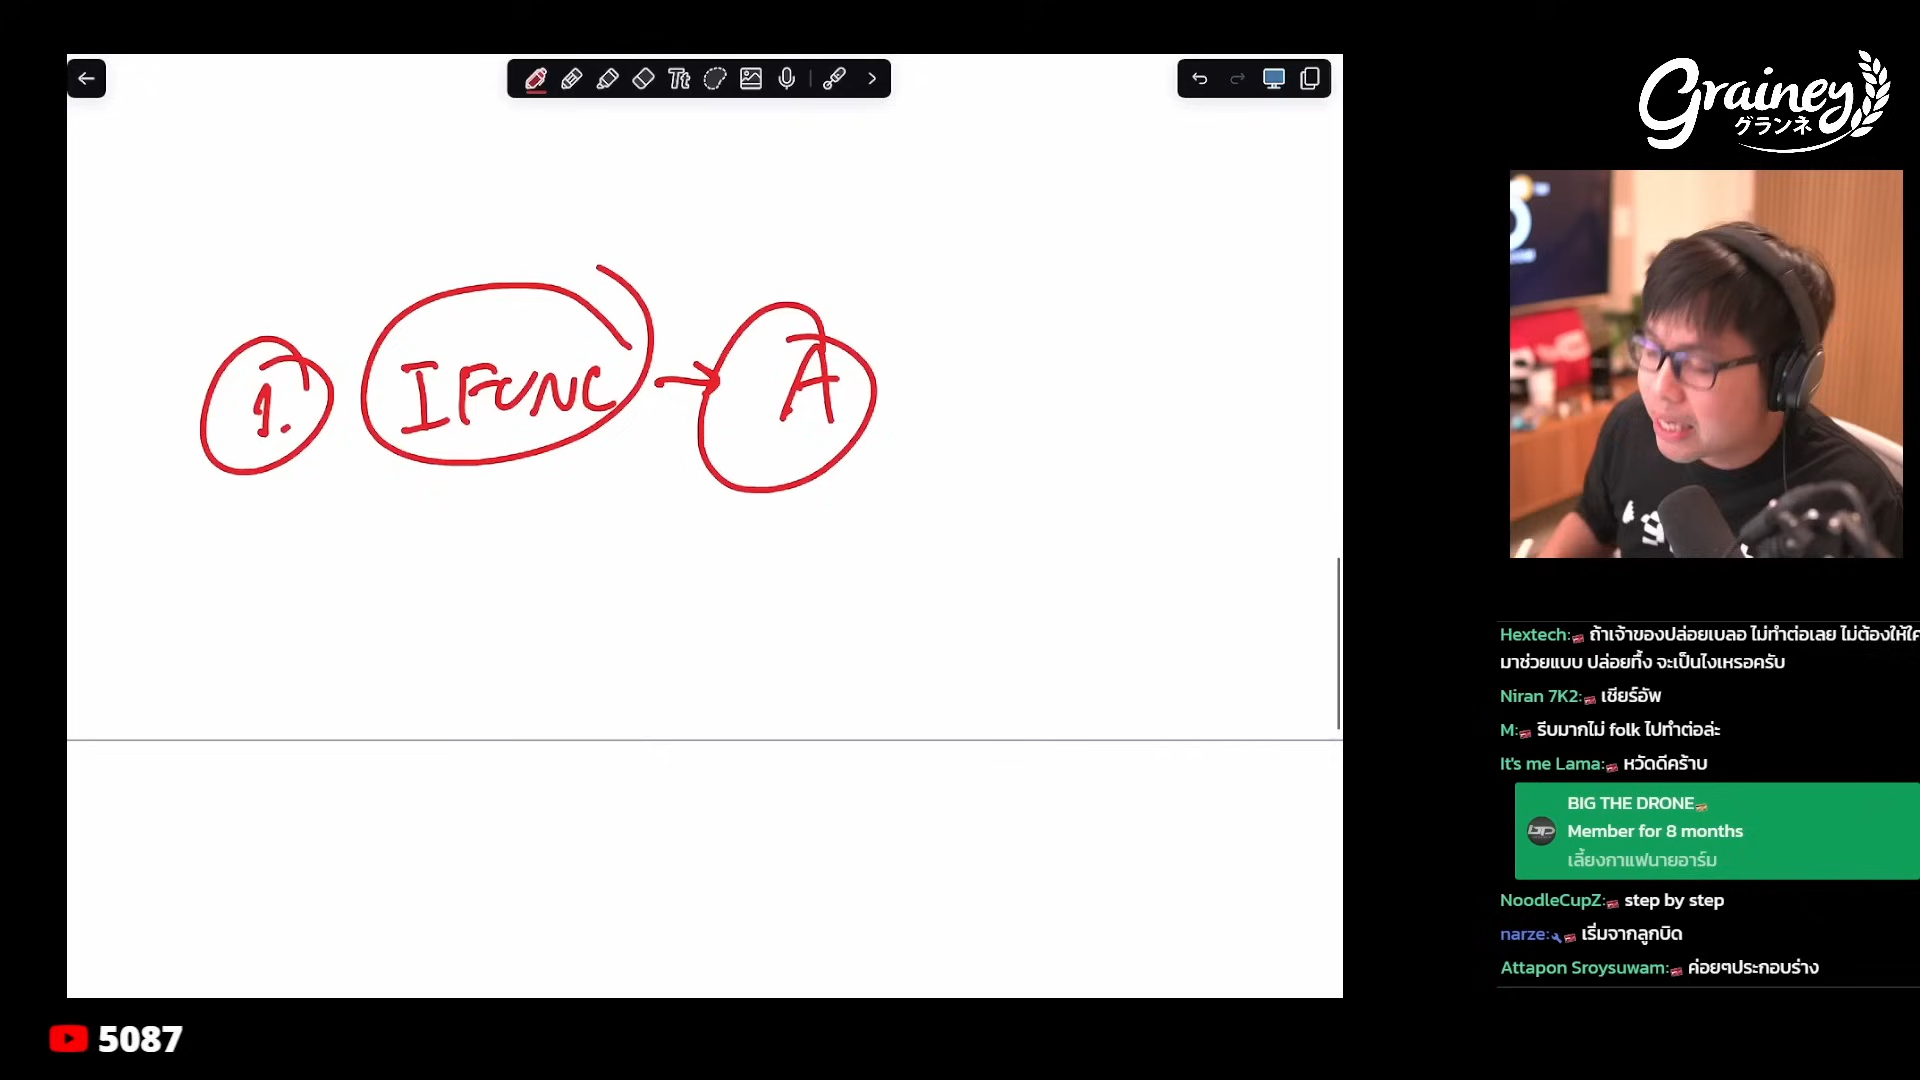 Grainey
グランネ
1. IFUNC → A
Hextech: ถ้าเจ้าของปล่อยเบลอ ไม่ทำต่อเลย ไม่ต้องให้ใค
มาช่วยแบบ ปล่อยทิ้ง จะเป็นไงเหรอครับ
Niran 7K2: เชียร์อัพ
M: รีบมากไม่ folk ไปทำต่อล่ะ
It's me Lama: หวัดดีคร้าบ
BIG THE DRONE
Member for 8 months
เลี้ยงกาแฟนายอาร์ม
NoodleCupZ: step by step
narze: เริ่มจากลูกบิด
Attapon Sroysuwam: ค่อยๆประกอบร่าง
5087